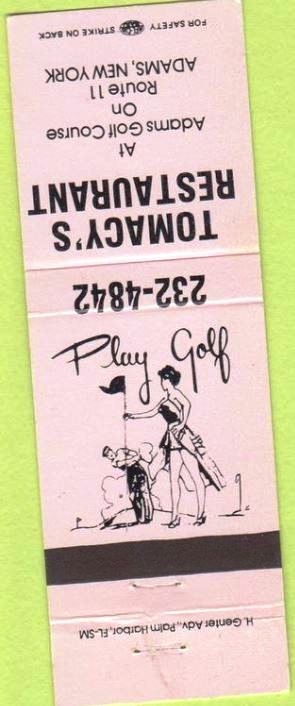 Play Golf
232-4842
TOMACY'S
RESTAURANT
At
Adams Golf Course
On
Route 11
ADAMS, NEW YORK
FOR SAFETY STRIKE ON BACK
H. Genter Adv., Palm Harbor, FL-SM